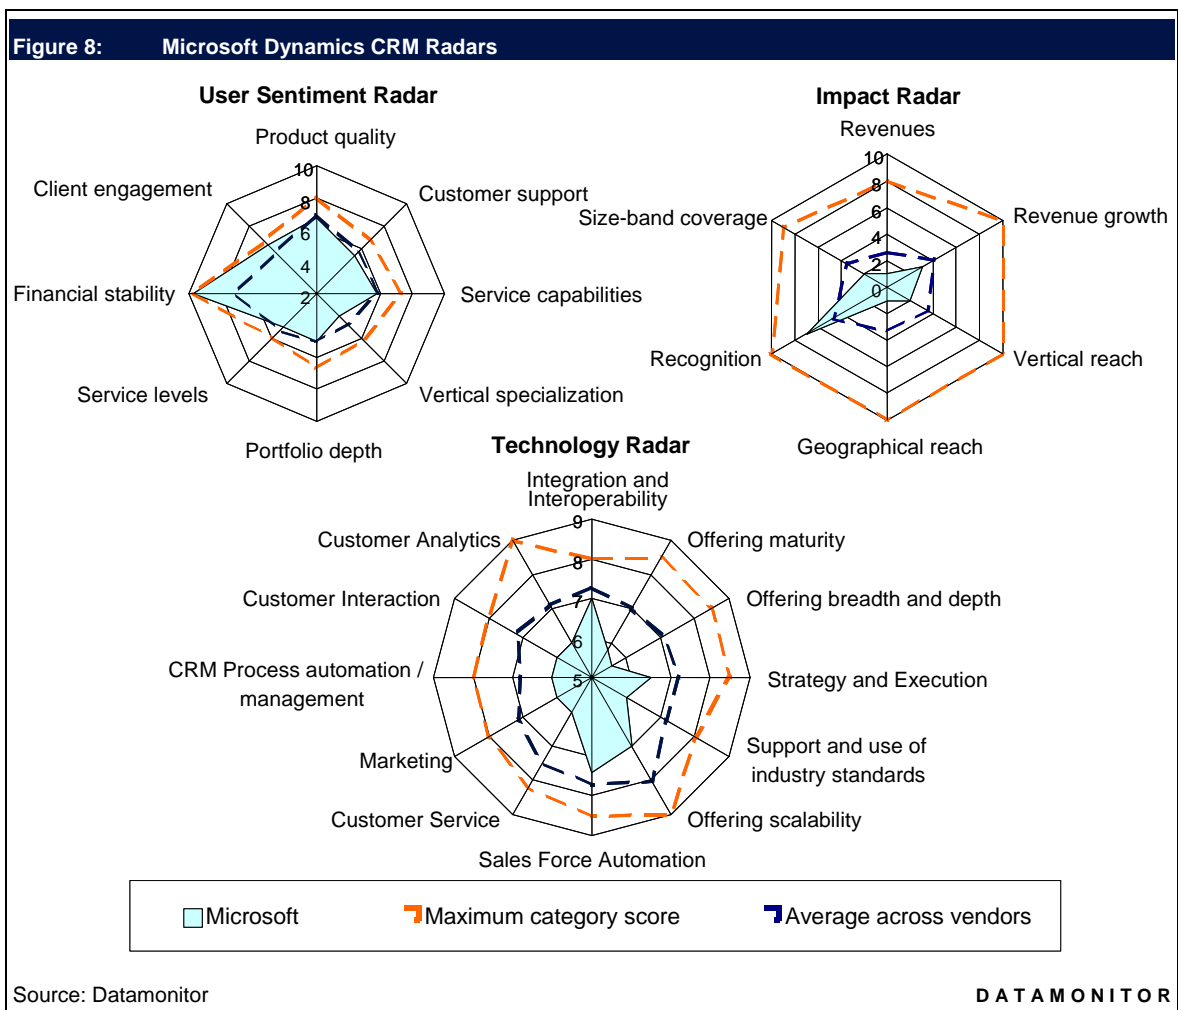 Figure 8: Microsoft Dynamics CRM Radars
User Sentiment Radar
Product quality
Customer support
Service capabilities
Vertical specialization
Portfolio depth
Service levels
Financial stability
Client engagement
10
8
6
4
2
Impact Radar
Revenues
Revenue growth
Vertical reach
Geographical reach
Recognition
Size-band coverage
10
8
6
4
2
0
Technology Radar
Integration and
Interoperability
Offering maturity
Offering breadth and depth
Strategy and Execution
Support and use of
industry standards
Offering scalability
Sales Force Automation
Customer Service
Marketing
CRM Process automation /
management
Customer Interaction
Customer Analytics
9
8
7
6
5
Microsoft
Maximum category score
Average across vendors
Source: Datamonitor
DATAMONITOR